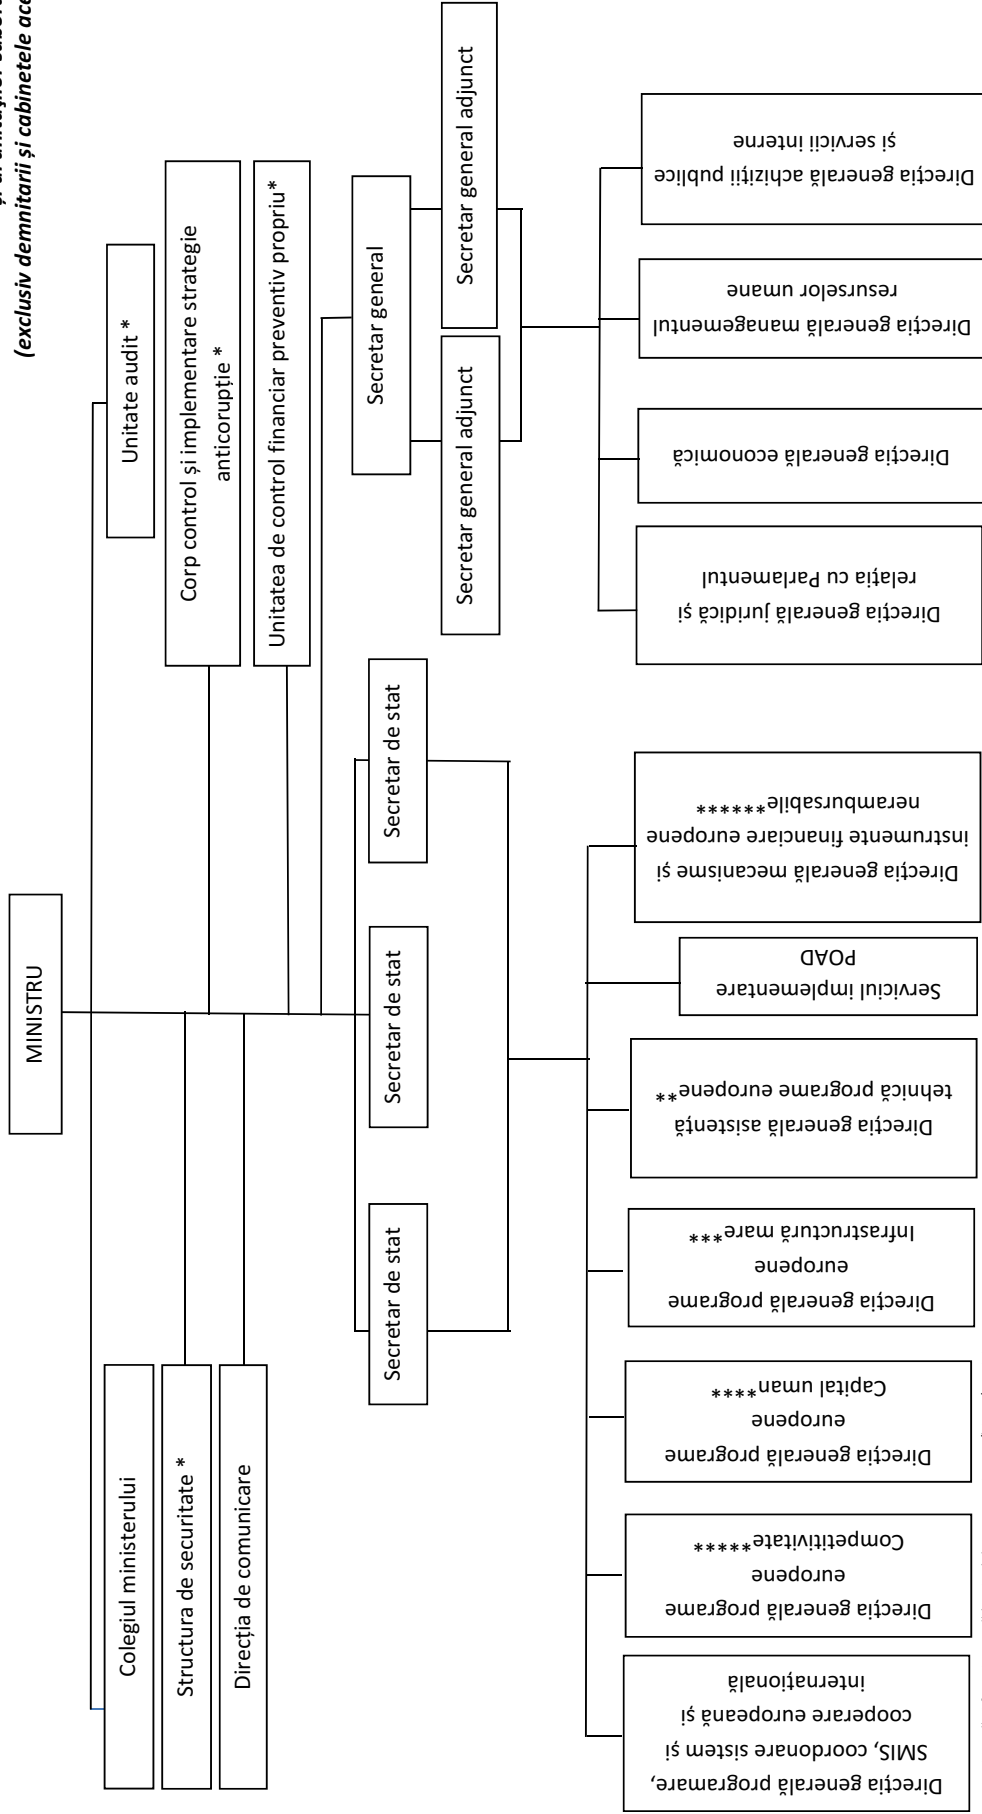 (exclusiv demnitarii și cabinetele
MINISTRU
Colegiul ministerului
Unitate audit *
Structura de securitate *
Corp control și implementare strategie
anticorupție *
Direcția de comunicare
Unitatea de control financiar preventiv propriu*
Secretar de stat
Secretar de stat
Secretar de stat
Secretar general
Secretar general adjunct
Secretar general adjunct
Direcția generală programare,
SMIS, coordonare sistem și
cooperare europeană și
internațională
Direcția generală programe
europene
Competitivitate*****
Direcția generală programe
europene
Capital uman****
Direcția generală programe
europene
Infrastructură mare***
Direcția generală asistență
tehnică programe europene**
Serviciul implementare
POAD
Direcția generală mecanisme și
instrumente financiare europene
nerambursabile******
Direcția generală juridică și
relația cu Parlamentul
Direcția generală economică
Direcția generală managementul
resurselor umane
Direcția generală achiziții publice
și servicii interne